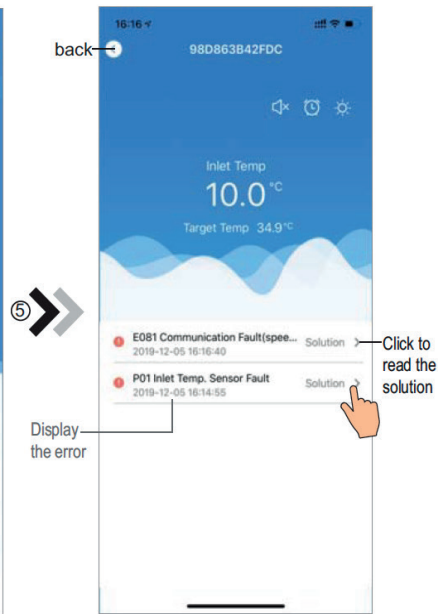 16:16
back
98D863B42FDC
Inlet Temp
10.0 °C
Target Temp 34.9°C
⑤
E081 Communication Fault(spee... Solution
2019-12-05 16:16:40
P01 Inlet Temp. Sensor Fault Solution
2019-12-05 16:14:55
Click to
read the
solution
Display
the error